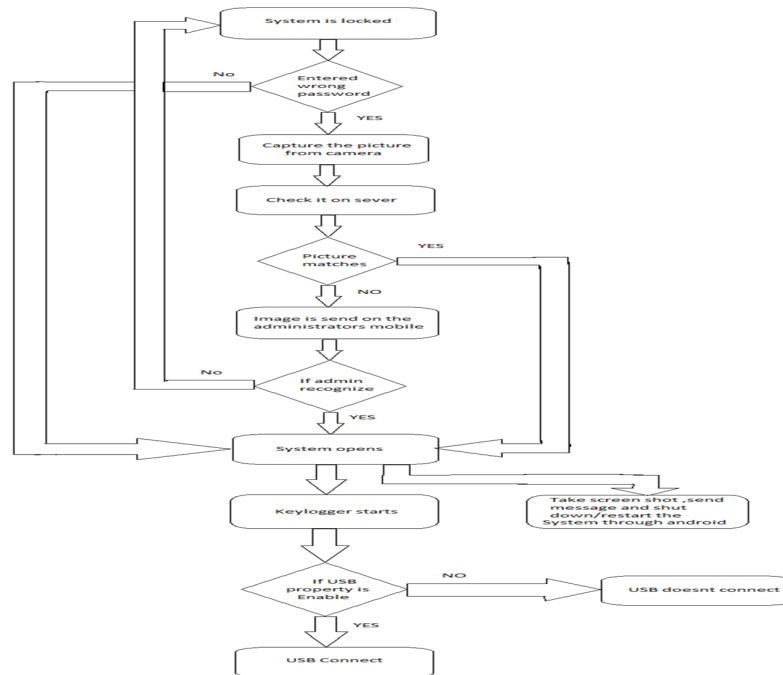 System is locked
No
Entered
wrong
password
YES
Capture the picture
from camera
Check it on sever
Picture
matches
YES
NO
Image is send on the
administrators mobile
No
If admin
recognize
YES
System opens
Keylogger starts
Take screen shot ,send
message and shut
down/restart the
System through android
If USB
property is
Enable
NO
USB doesnt connect
YES
USB Connect